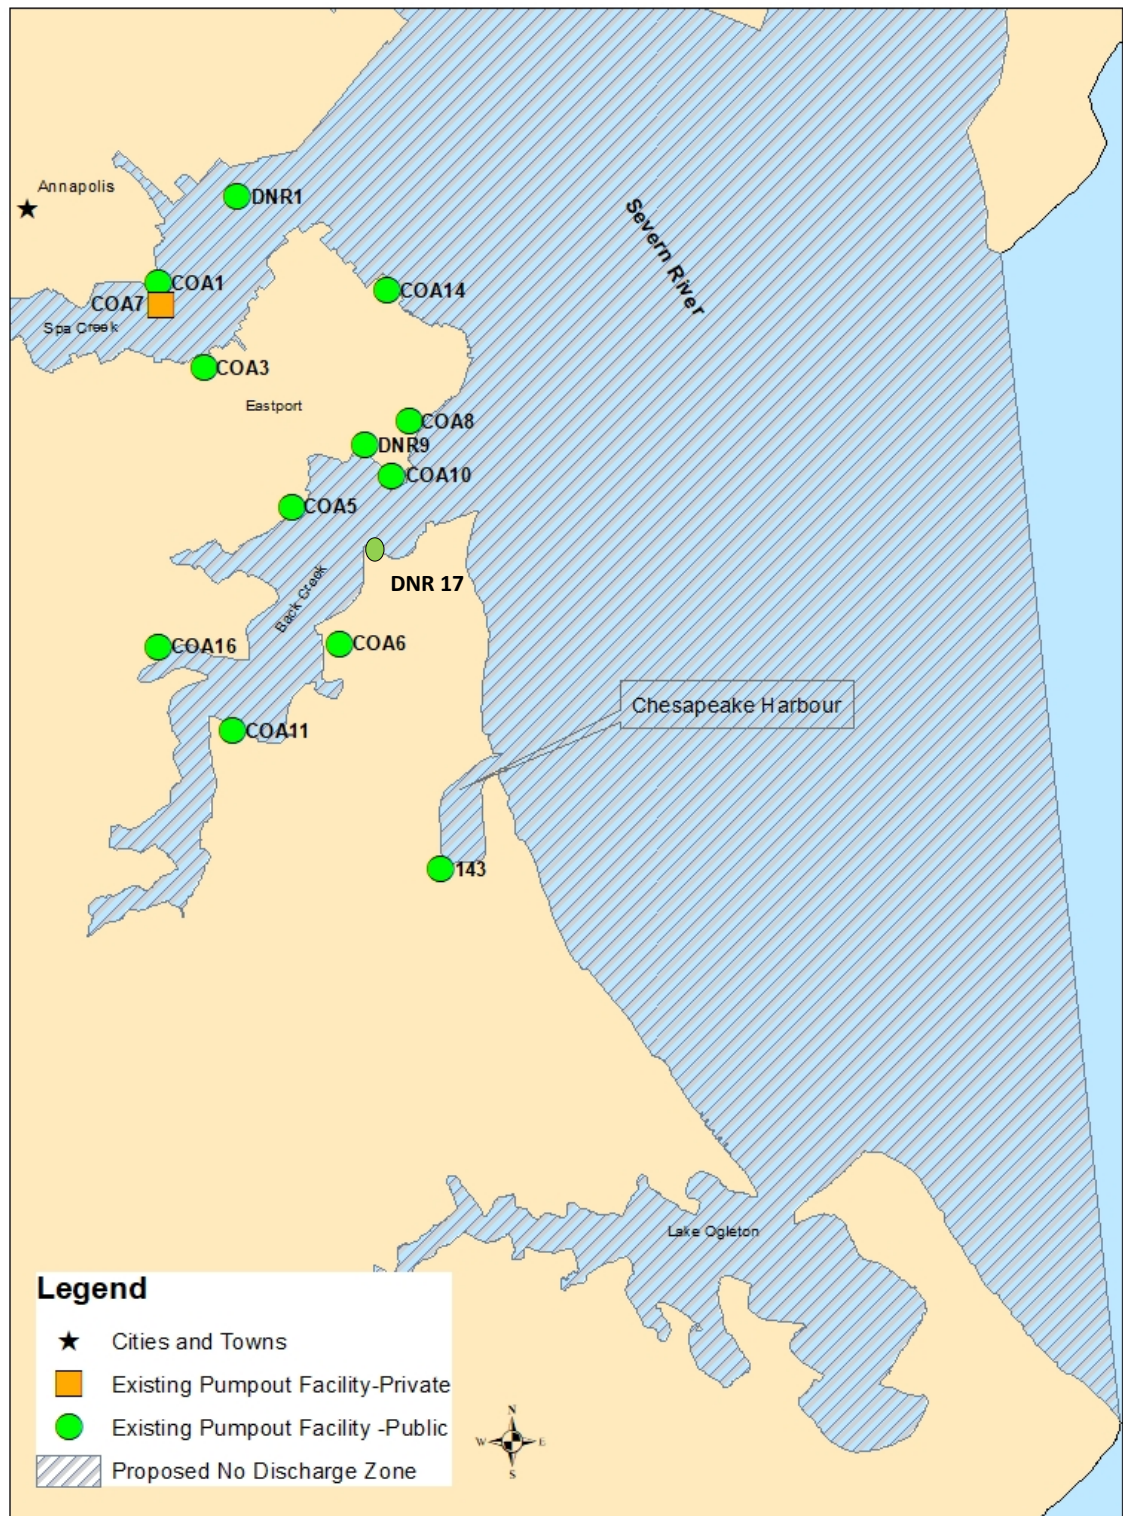 Annapolis
DNR1
Severn River
COA1
COA14
COA7
Spa Creek
COA3
Eastport
COA8
DNR9
COA10
COA5
DNR 17
Back Creek
COA16
COA6
Chesapeake Harbour
COA11
143
Lake Ogleton
Legend
Cities and Towns
Existing Pumpout Facility-Private
Existing Pumpout Facility -Public
Proposed No Discharge Zone
N
W
E
S